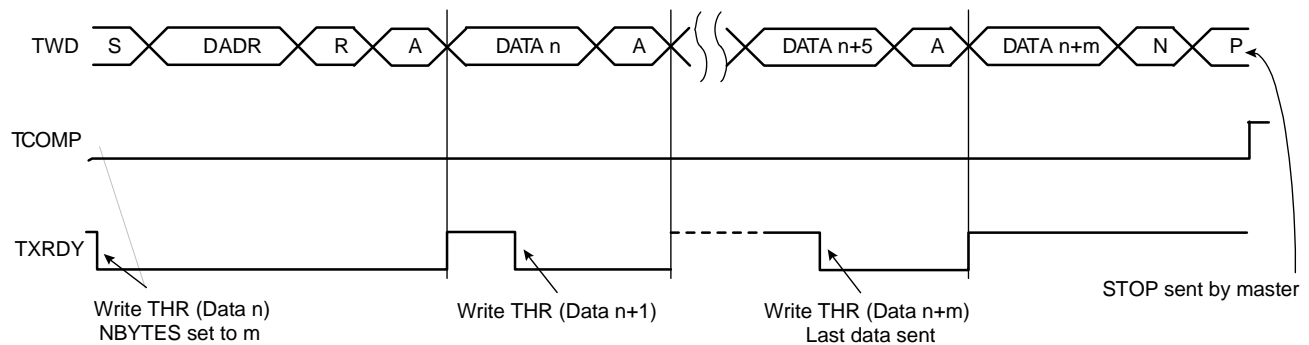 TWD S DADR R A DATA n A DATA n+5 A DATA n+m N P
TCOMP
TXRDY
Write THR (Data n)
NBYTES set to m
Write THR (Data n+1)
Write THR (Data n+m)
Last data sent
STOP sent by master